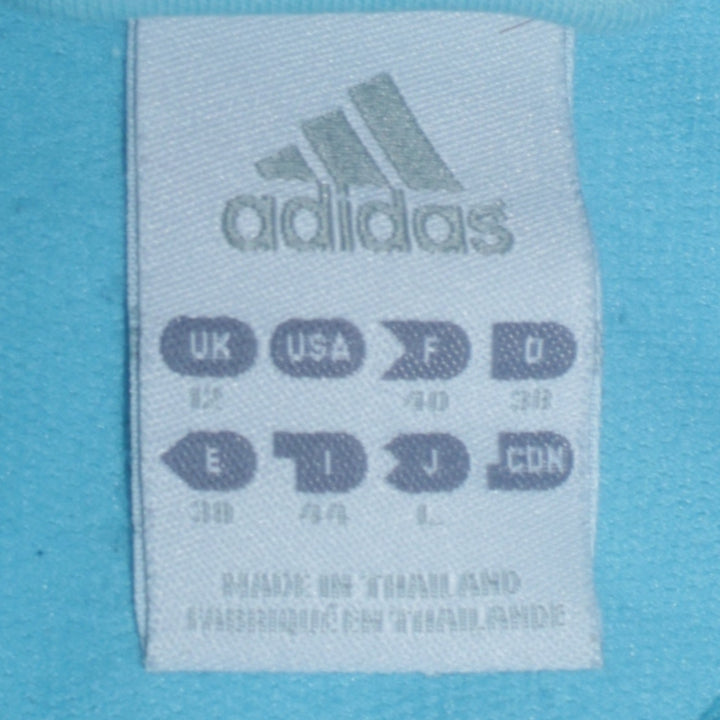 adidas
UK USA F D
12 40 38
E I J CDN
38 44 L
MADE IN THAILAND
FABRIQUÉ EN THAILANDE